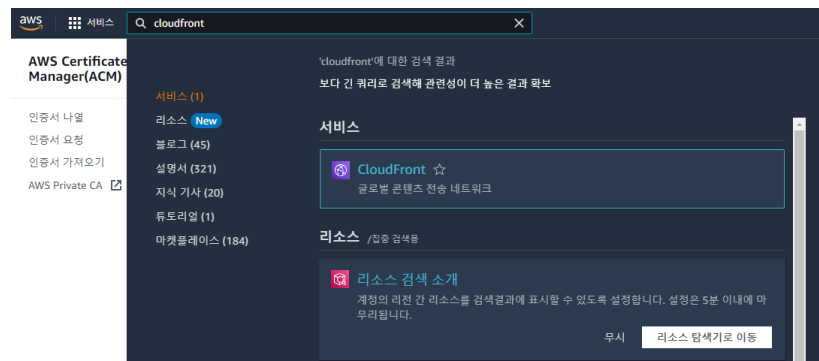 aws
서비스
cloudfront
AWS Certificate
Manager(ACM)
인증서 나열
인증서 요청
인증서 가져오기
AWS Private CA
서비스 (1)
리소스 New
블로그 (45)
설명서 (321)
지식 기사 (20)
튜토리얼 (1)
마켓플레이스 (184)
'cloudfront'에 대한 검색 결과
보다 긴 쿼리로 검색해 관련성이 더 높은 결과 확보
서비스
CloudFront
글로벌 콘텐츠 전송 네트워크
리소스 /집중 검색용
리소스 검색 소개
계정의 리전 간 리소스를 검색결과에 표시할 수 있도록 설정합니다. 설정은 5분 이내에 마
무리됩니다.
무시
리소스 탐색기로 이동